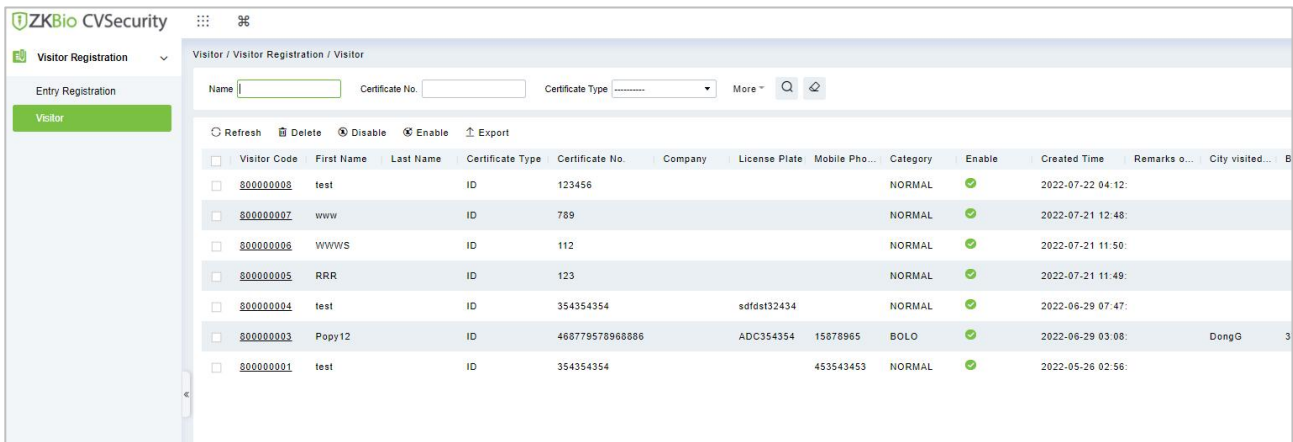 ZKBio CVSecurity
Visitor Registration
Visitor / Visitor Registration / Visitor
Entry Registration
Name Certificate No. Certificate Type ---------- More
Visitor
Refresh Delete Disable Enable Export
Visitor Code First Name Last Name Certificate Type Certificate No. Company License Plate Mobile Pho... Category Enable Created Time Remarks o... City visited... B
800000008 test ID 123456 NORMAL 2022-07-22 04:12:
800000007 www ID 789 NORMAL 2022-07-21 12:48:
800000006 WWWS ID 112 NORMAL 2022-07-21 11:50:
800000005 RRR ID 123 NORMAL 2022-07-21 11:49:
800000004 test ID 354354354 sdfdst32434 NORMAL 2022-06-29 07:47:
800000003 Popy12 ID 468779578968886 ADC354354 15878965 BOLO 2022-06-29 03:08: DongG 3
800000001 test ID 354354354 453543453 NORMAL 2022-05-26 02:56: